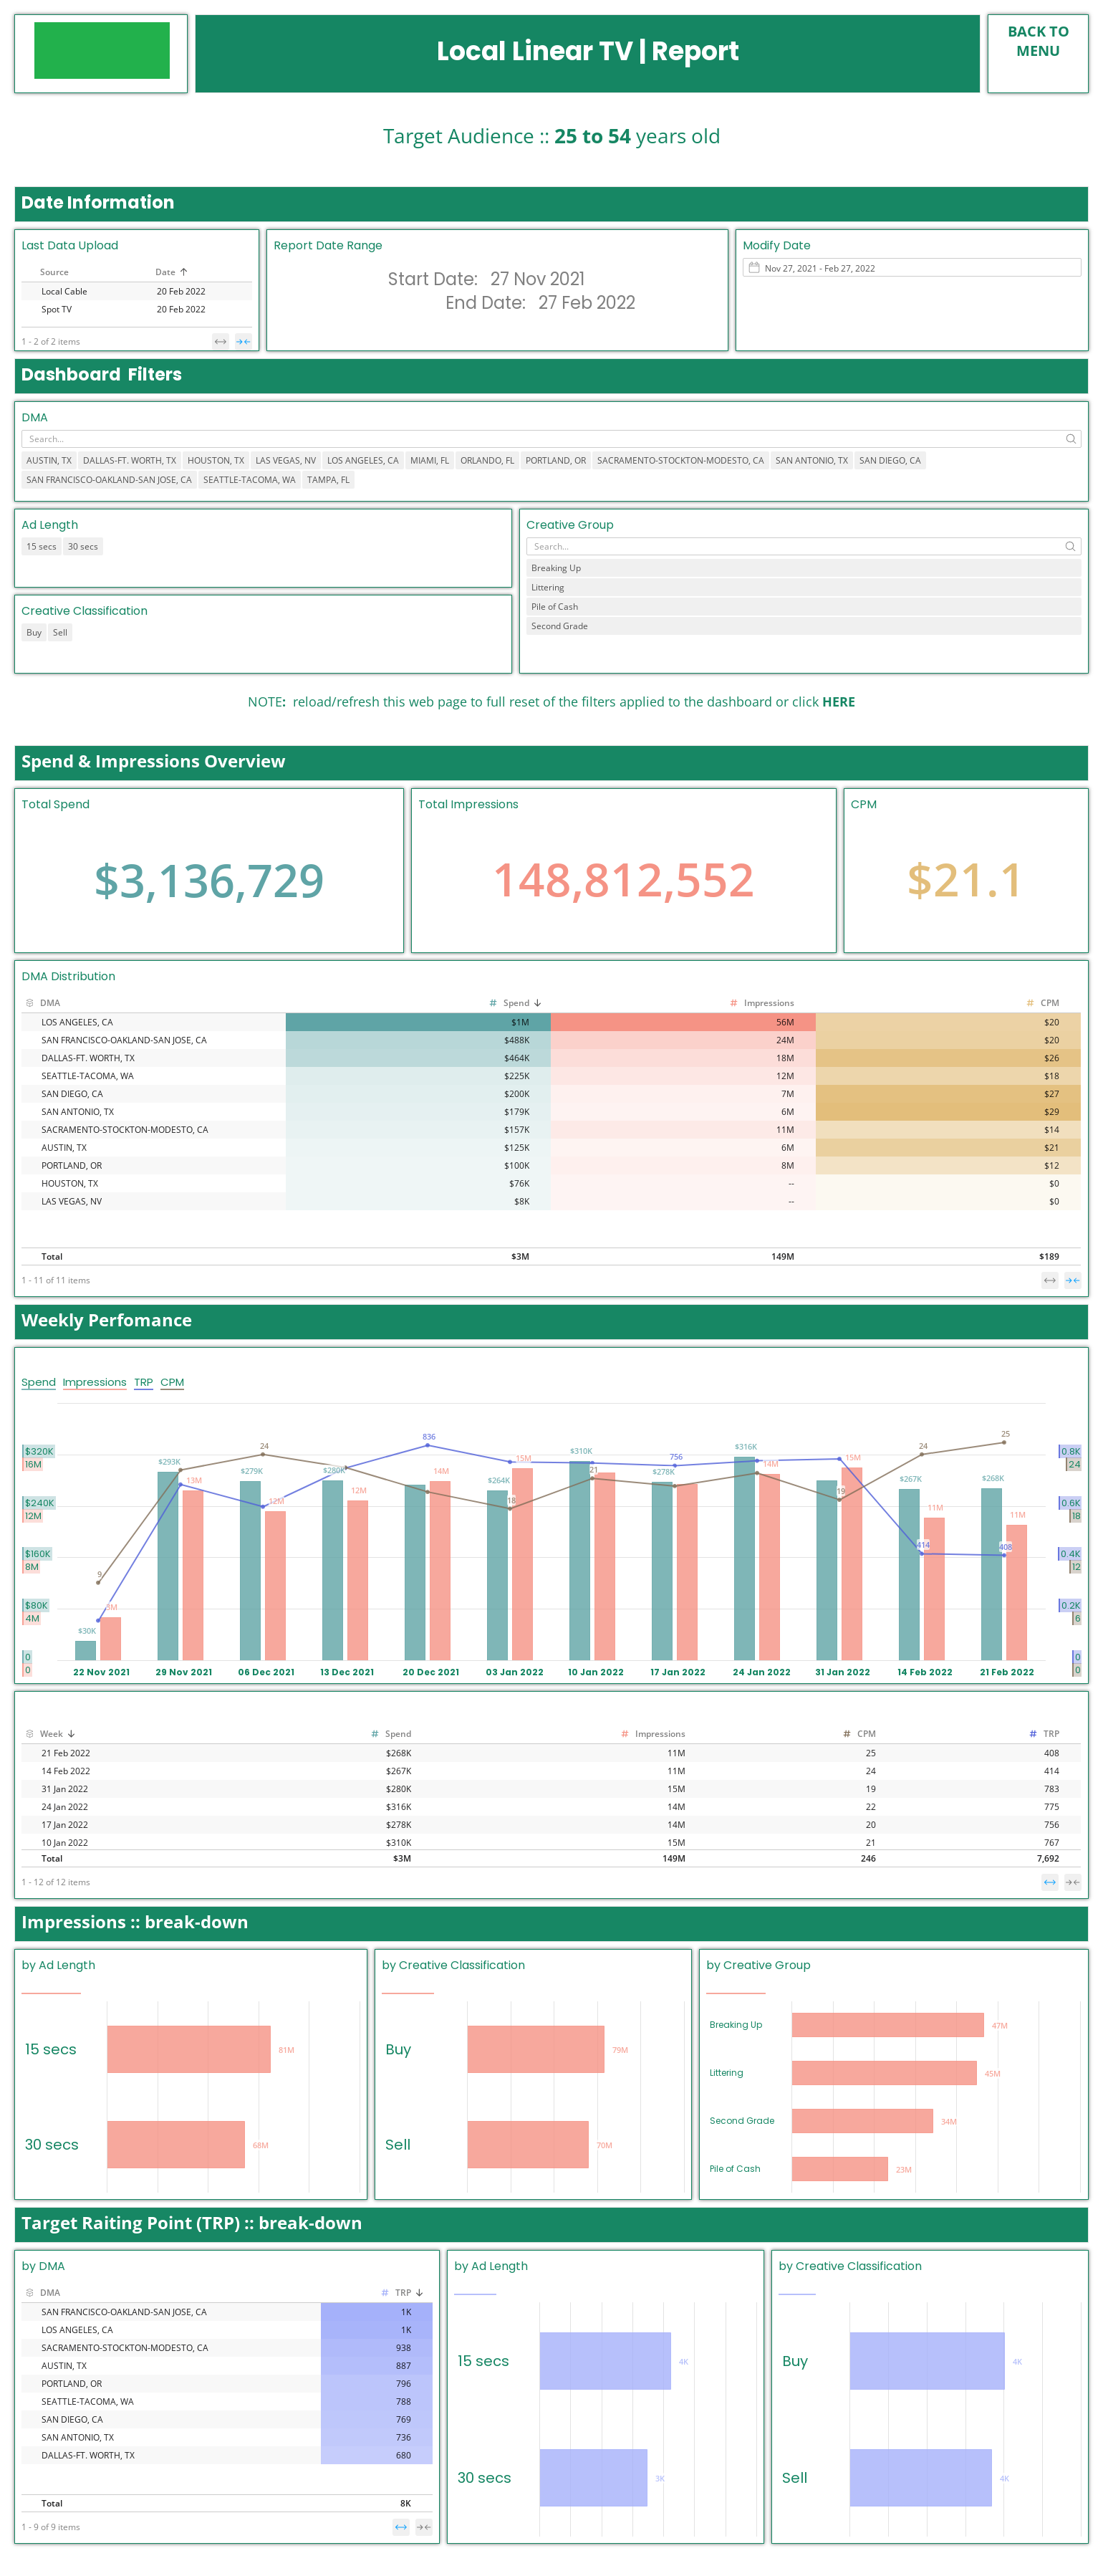 Local Linear TV | Report
BACK TO
MENU
Target Audience :: 25 to 54 years old
Date Information
Last Data Upload
Source Date
Local Cable 20 Feb 2022
Spot TV 20 Feb 2022
1 - 2 of 2 items
Report Date Range
Start Date: 27 Nov 2021
End Date: 27 Feb 2022
Modify Date
Nov 27, 2021 - Feb 27, 2022
Dashboard Filters
DMA
Search...
AUSTIN, TX DALLAS-FT. WORTH, TX HOUSTON, TX LAS VEGAS, NV LOS ANGELES, CA MIAMI, FL ORLANDO, FL PORTLAND, OR SACRAMENTO-STOCKTON-MODESTO, CA SAN ANTONIO, TX SAN DIEGO, CA
SAN FRANCISCO-OAKLAND-SAN JOSE, CA SEATTLE-TACOMA, WA TAMPA, FL
Ad Length
15 secs 30 secs
Creative Classification
Buy Sell
Creative Group
Search...
Breaking Up
Littering
Pile of Cash
Second Grade
NOTE: reload/refresh this web page to full reset of the filters applied to the dashboard or click HERE
Spend & Impressions Overview
Total Spend
$3,136,729
Total Impressions
148,812,552
CPM
$21.1
DMA Distribution
DMA # Spend # Impressions # CPM
LOS ANGELES, CA $1M 56M $20
SAN FRANCISCO-OAKLAND-SAN JOSE, CA $488K 24M $20
DALLAS-FT. WORTH, TX $464K 18M $26
SEATTLE-TACOMA, WA $225K 12M $18
SAN DIEGO, CA $200K 7M $27
SAN ANTONIO, TX $179K 6M $29
SACRAMENTO-STOCKTON-MODESTO, CA $157K 11M $14
AUSTIN, TX $125K 6M $21
PORTLAND, OR $100K 8M $12
HOUSTON, TX $76K -- $0
LAS VEGAS, NV $8K -- $0
Total $3M 149M $189
1 - 11 of 11 items
Weekly Perfomance
Spend Impressions TRP CPM
$320K
16M
$240K
12M
$160K
8M
$80K
4M
0
0
0.8K
24
0.6K
18
0.4K
12
0.2K
6
0
0
836
24 414 24 25
$293K 13M $279K 12M $280K 12M 14M $264K 18 15M $310K 21 $278K 756 $316K 14M 19 15M $267K 11M $268K 408 11M
9
3M
$30K
22 Nov 2021 29 Nov 2021 06 Dec 2021 13 Dec 2021 20 Dec 2021 03 Jan 2022 10 Jan 2022 17 Jan 2022 24 Jan 2022 31 Jan 2022 14 Feb 2022 21 Feb 2022
Week # Spend # Impressions # CPM # TRP
21 Feb 2022 $268K 11M 25 408
14 Feb 2022 $267K 11M 24 414
31 Jan 2022 $280K 15M 19 783
24 Jan 2022 $316K 14M 22 775
17 Jan 2022 $278K 14M 20 756
10 Jan 2022 $310K 15M 21 767
Total $3M 149M 246 7,692
1 - 12 of 12 items
Impressions :: break-down
by Ad Length
15 secs 81M
30 secs 68M
by Creative Classification
Buy 79M
Sell 70M
by Creative Group
Breaking Up 47M
Littering 45M
Second Grade 34M
Pile of Cash 23M
Target Raiting Point (TRP) :: break-down
by DMA
DMA # TRP
SAN FRANCISCO-OAKLAND-SAN JOSE, CA 1K
LOS ANGELES, CA 1K
SACRAMENTO-STOCKTON-MODESTO, CA 938
AUSTIN, TX 887
PORTLAND, OR 796
SEATTLE-TACOMA, WA 788
SAN DIEGO, CA 769
SAN ANTONIO, TX 736
DALLAS-FT. WORTH, TX 680
Total 8K
1 - 9 of 9 items
by Ad Length
15 secs 4K
30 secs 3K
by Creative Classification
Buy 4K
Sell 4K